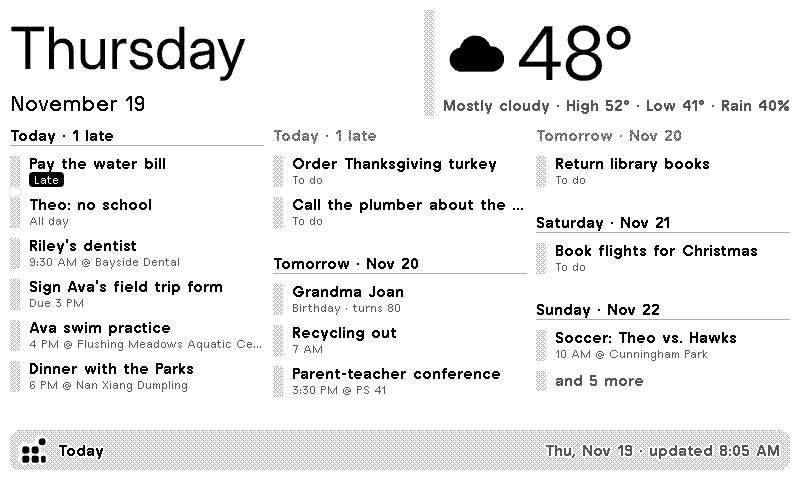 Thursday
November 19
48°
Mostly cloudy · High 52° · Low 41° · Rain 40%
Today · 1 late
Pay the water bill
Late
Theo: no school
All day
Riley's dentist
9:30 AM @ Bayside Dental
Sign Ava's field trip form
Due 3 PM
Ava swim practice
4 PM @ Flushing Meadows Aquatic Ce...
Dinner with the Parks
6 PM @ Nan Xiang Dumpling
Today · 1 late
Order Thanksgiving turkey
To do
Call the plumber about the ...
To do
Tomorrow · Nov 20
Grandma Joan
Birthday · turns 80
Recycling out
7 AM
Parent-teacher conference
3:30 PM @ PS 41
Tomorrow · Nov 20
Return library books
To do
Saturday · Nov 21
Book flights for Christmas
To do
Sunday · Nov 22
Soccer: Theo vs. Hawks
10 AM @ Cunningham Park
and 5 more
Today
Thu, Nov 19 · updated 8:05 AM